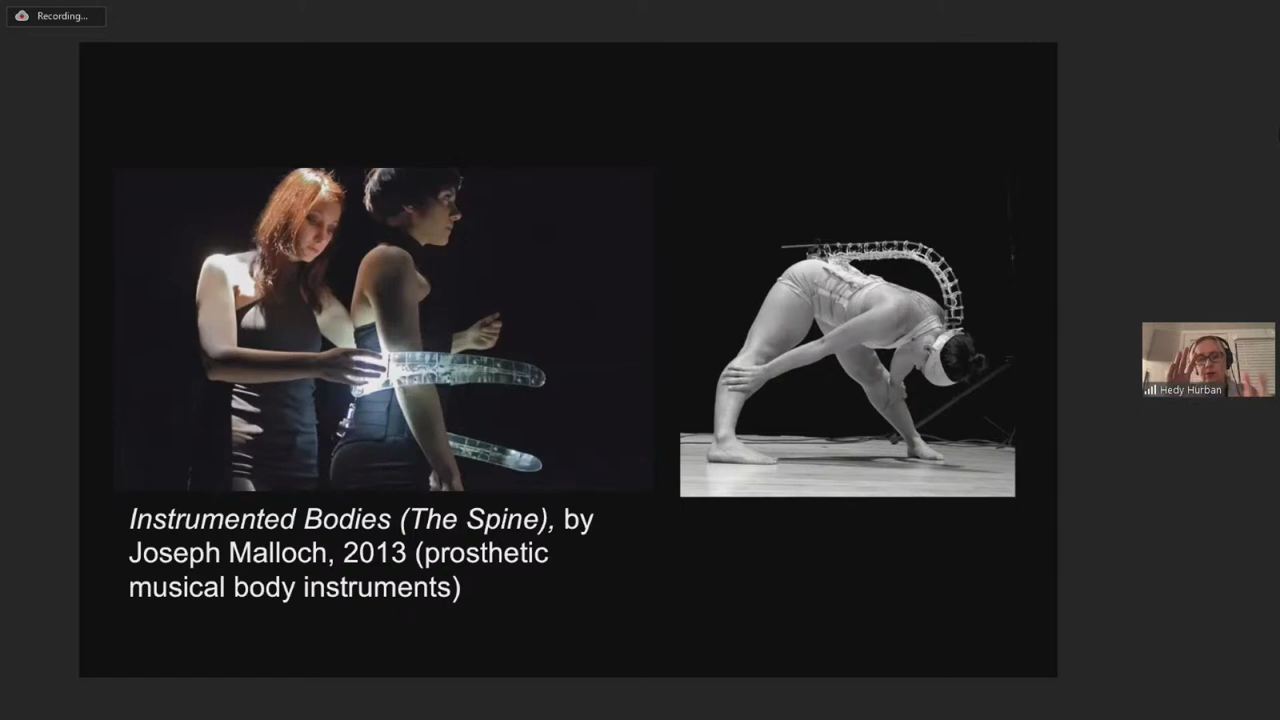 Recording...
Instrumented Bodies (The Spine), by
Joseph Malloch, 2013 (prosthetic
musical body instruments)
Hedy Hurban